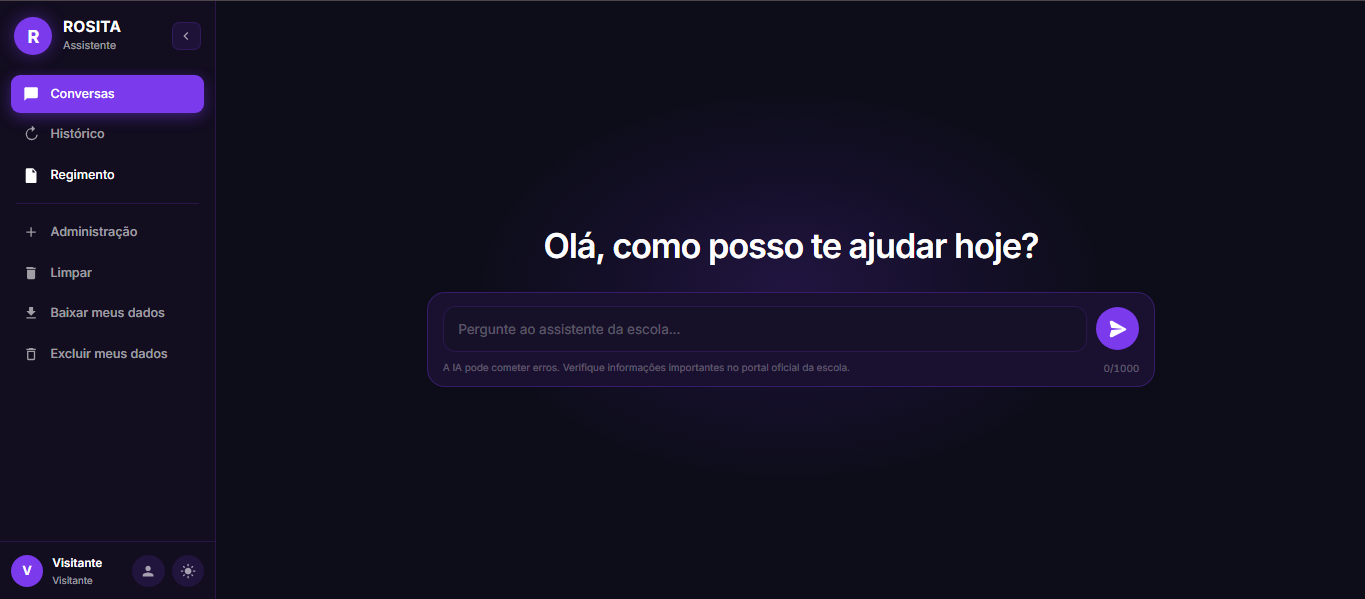 R
ROSITA
Assistente
Conversas
Histórico
Regimento
Administração
Limpar
Baixar meus dados
Excluir meus dados
V
Visitante
Visitante
Olá, como posso te ajudar hoje?
Pergunte ao assistente da escola...
A IA pode cometer erros. Verifique informações importantes no portal oficial da escola.
0/1000